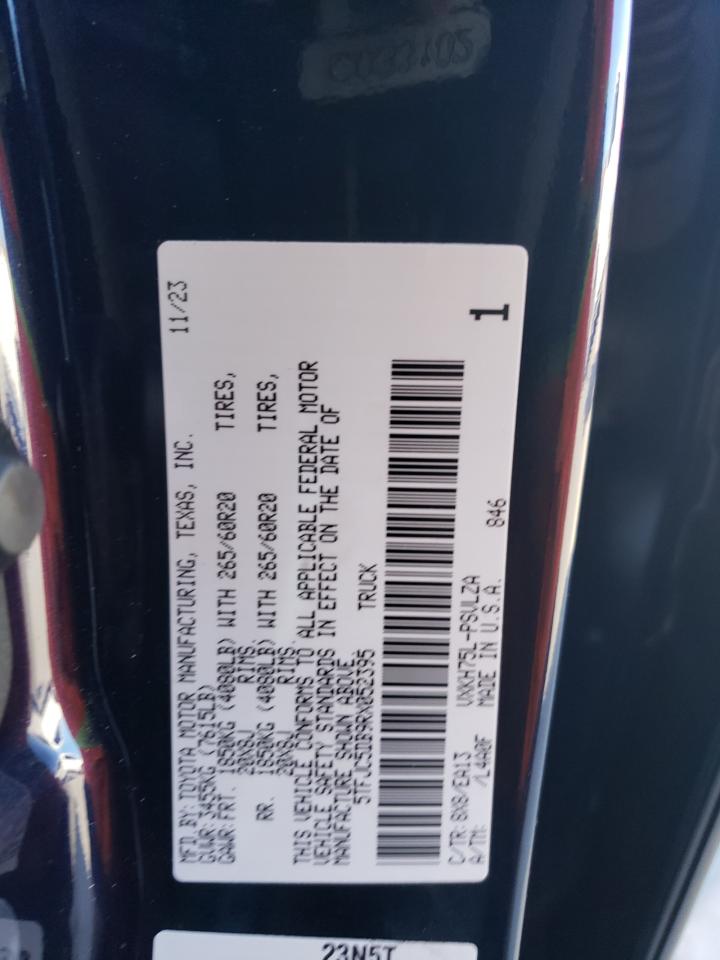 MFD BY: TOYOTA MOTOR MANUFACTURING, TEXAS, INC. 11/23
GVWR: 3455KG (7615LB)
GAWR: FRT. 1850KG (4080LB) WITH 265/60R20 TIRES,
20X8J RIMS.
RR. 1850KG (4080LB) WITH 265/60R20 TIRES,
20X8J RIMS.
THIS VEHICLE CONFORMS TO ALL APPLICABLE FEDERAL MOTOR
VEHICLE SAFETY STANDARDS IN EFFECT ON THE DATE OF
MANUFACTURE SHOWN ABOVE.
5TFJC5DB9RX052395 TRUCK
C/TR: 8X8/EA13 VXKH75L-PSVLZA 846
A/TM: /L4A0F MADE IN U.S.A. 1
23N5T